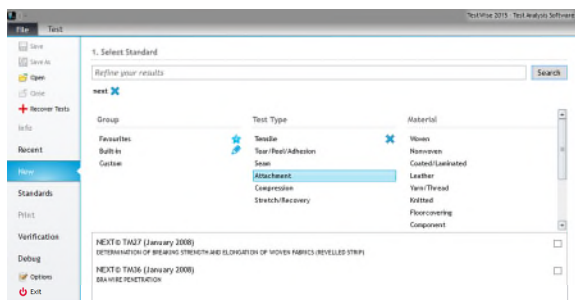 TestWise 2015 - Test Analysis Software
File Test
Save
Save As
Open
Close
Recover Tests
Info
Recent
New
Standards
Print
Verification
Debug
Options
Exit
1. Select Standard
Refine your results
Search
next
Group
Favourites
Built-in
Custom
Test Type
Tensile
Tear/Peel/Adhesion
Seam
Attachment
Compression
Stretch/Recovery
Material
Woven
Nonwoven
Coated/Laminated
Leather
Yarn/Thread
Knitted
Floorcovering
Component
NEXT© TM27 (January 2008)
DETERMINATION OF BREAKING STRENGTH AND ELONGATION OF WOVEN FABRICS (REVELLED STRIP)
NEXT© TM36 (January 2008)
BRA WIRE PENETRATION